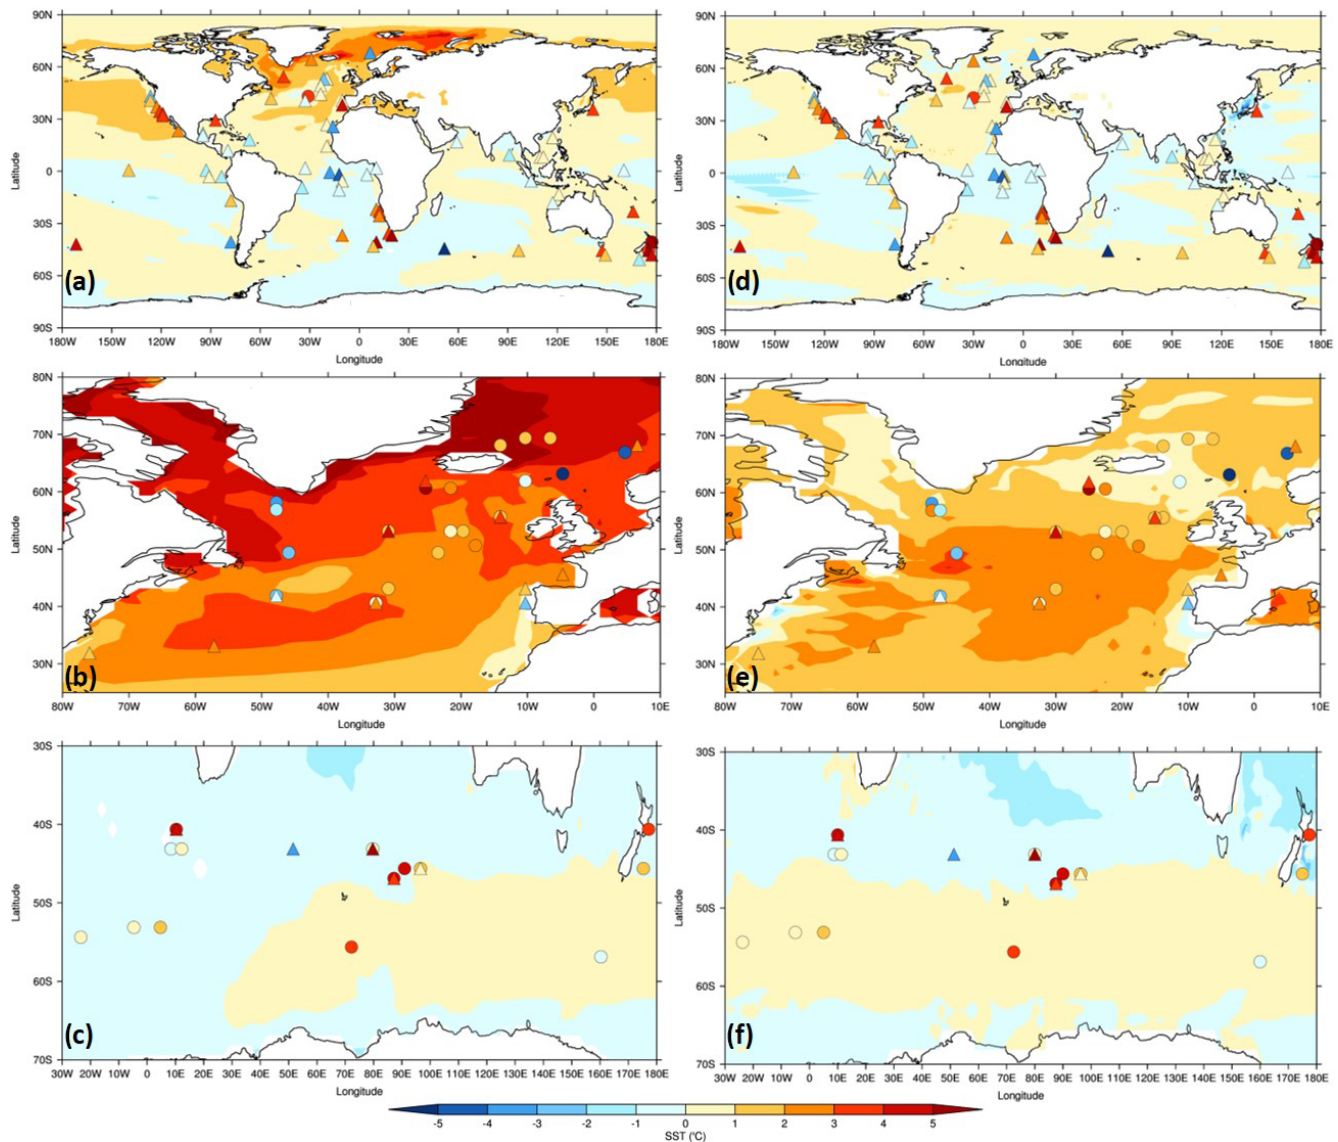 90N
60N
30N
0
30S
60S
90S
Latitude
(a)
180W 150W 120W 90W 60W 30W 0 30E 60E 90E 120E 150E 180E
Longitude
90N
60N
30N
0
30S
60S
90S
Latitude
(d)
180W 150W 120W 90W 60W 30W 0 30E 60E 90E 120E 150E 180E
Longitude
80N
70N
60N
50N
40N
30N
Latitude
(b)
80W 70W 60W 50W 40W 30W 20W 10W 0 10E
Longitude
80N
70N
60N
50N
40N
30N
Latitude
(e)
80W 70W 60W 50W 40W 30W 20W 10W 0 10E
Longitude
30S
40S
50S
60S
70S
Latitude
(c)
30W 20W 10W 0 10E 20E 30E 40E 50E 60E 70E 80E 90E 100E 110E 120E 130E 140E 150E 160E 170E 180E
Longitude
30S
40S
50S
60S
70S
Latitude
(f)
30W 20W 10W 0 10E 20E 30E 40E 50E 60E 70E 80E 90E 100E 110E 120E 130E 140E 150E 160E 170E 180E
Longitude
-5 -4 -3 -2 -1 0 1 2 3 4 5
SST (°C)